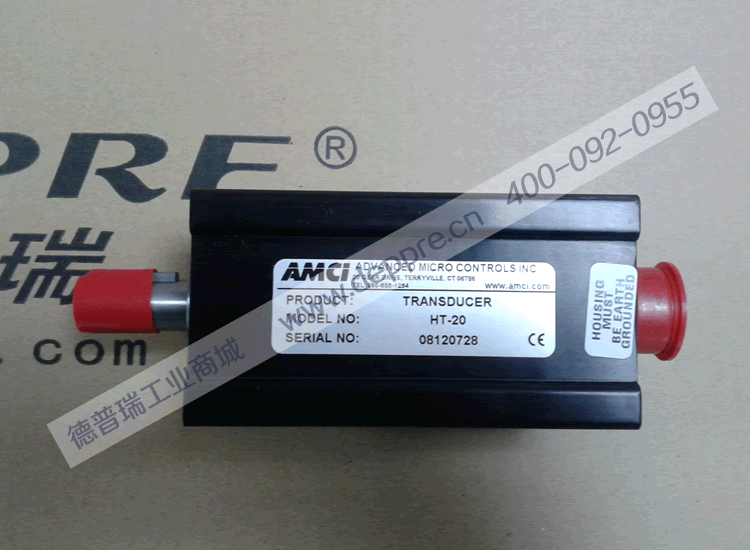 PRE®
瑞
.com
AMCI ADVANCED MICRO CONTROLS INC
DRIVE, TERRYVILLE, CT 06786
www.amci.com
PRODUCT: TRANSDUCER
MODEL NO: HT-20
SERIAL NO: 08120728 CE
HOUSING
MUST
BE EARTH
GROUNDED
德普瑞工业商城 www.deppre.cn 400-092-0955